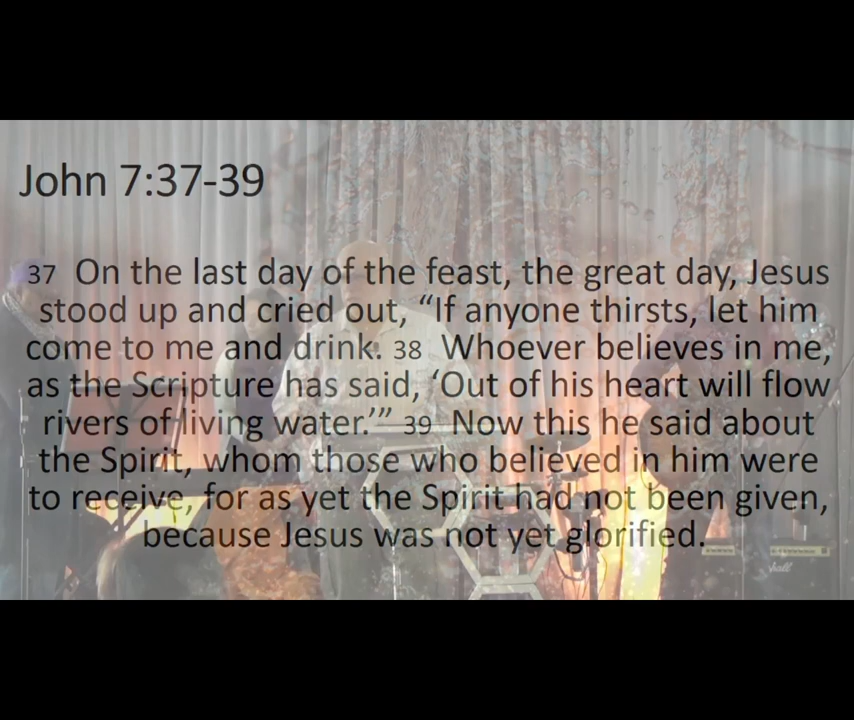 John 7:37-39
37 On the last day of the feast, the great day, Jesus
stood up and cried out, “If anyone thirsts, let him
come to me and drink. 38 Whoever believes in me,
as the Scripture has said, ‘Out of his heart will flow
rivers of living water.’” 39 Now this he said about
the Spirit, whom those who believed in him were
to receive, for as yet the Spirit had not been given,
because Jesus was not yet glorified.